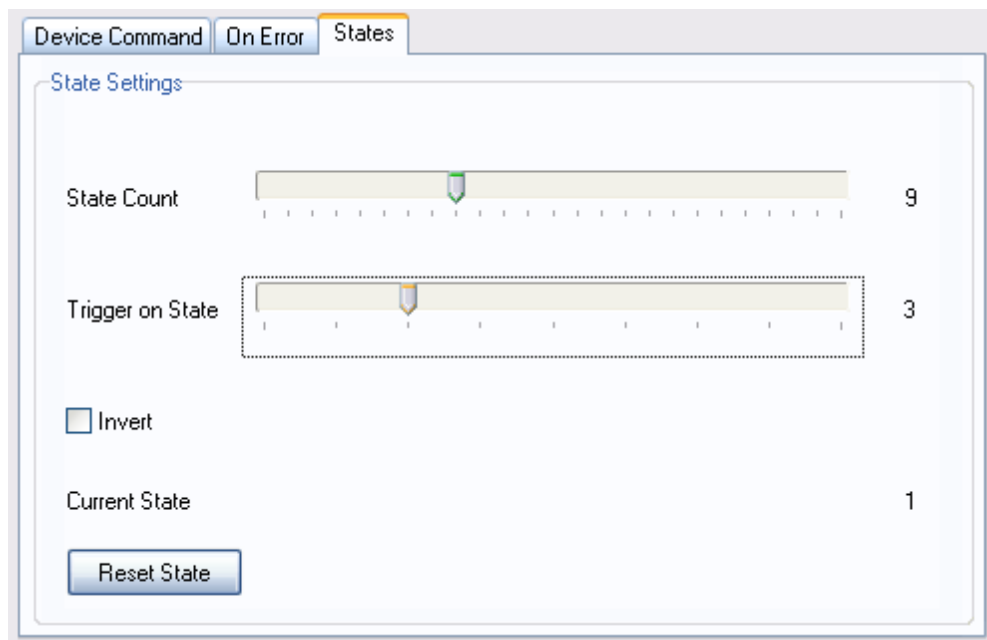 Device Command On Error States
State Settings
State Count 9
Trigger on State 3
Invert
Current State 1
Reset State